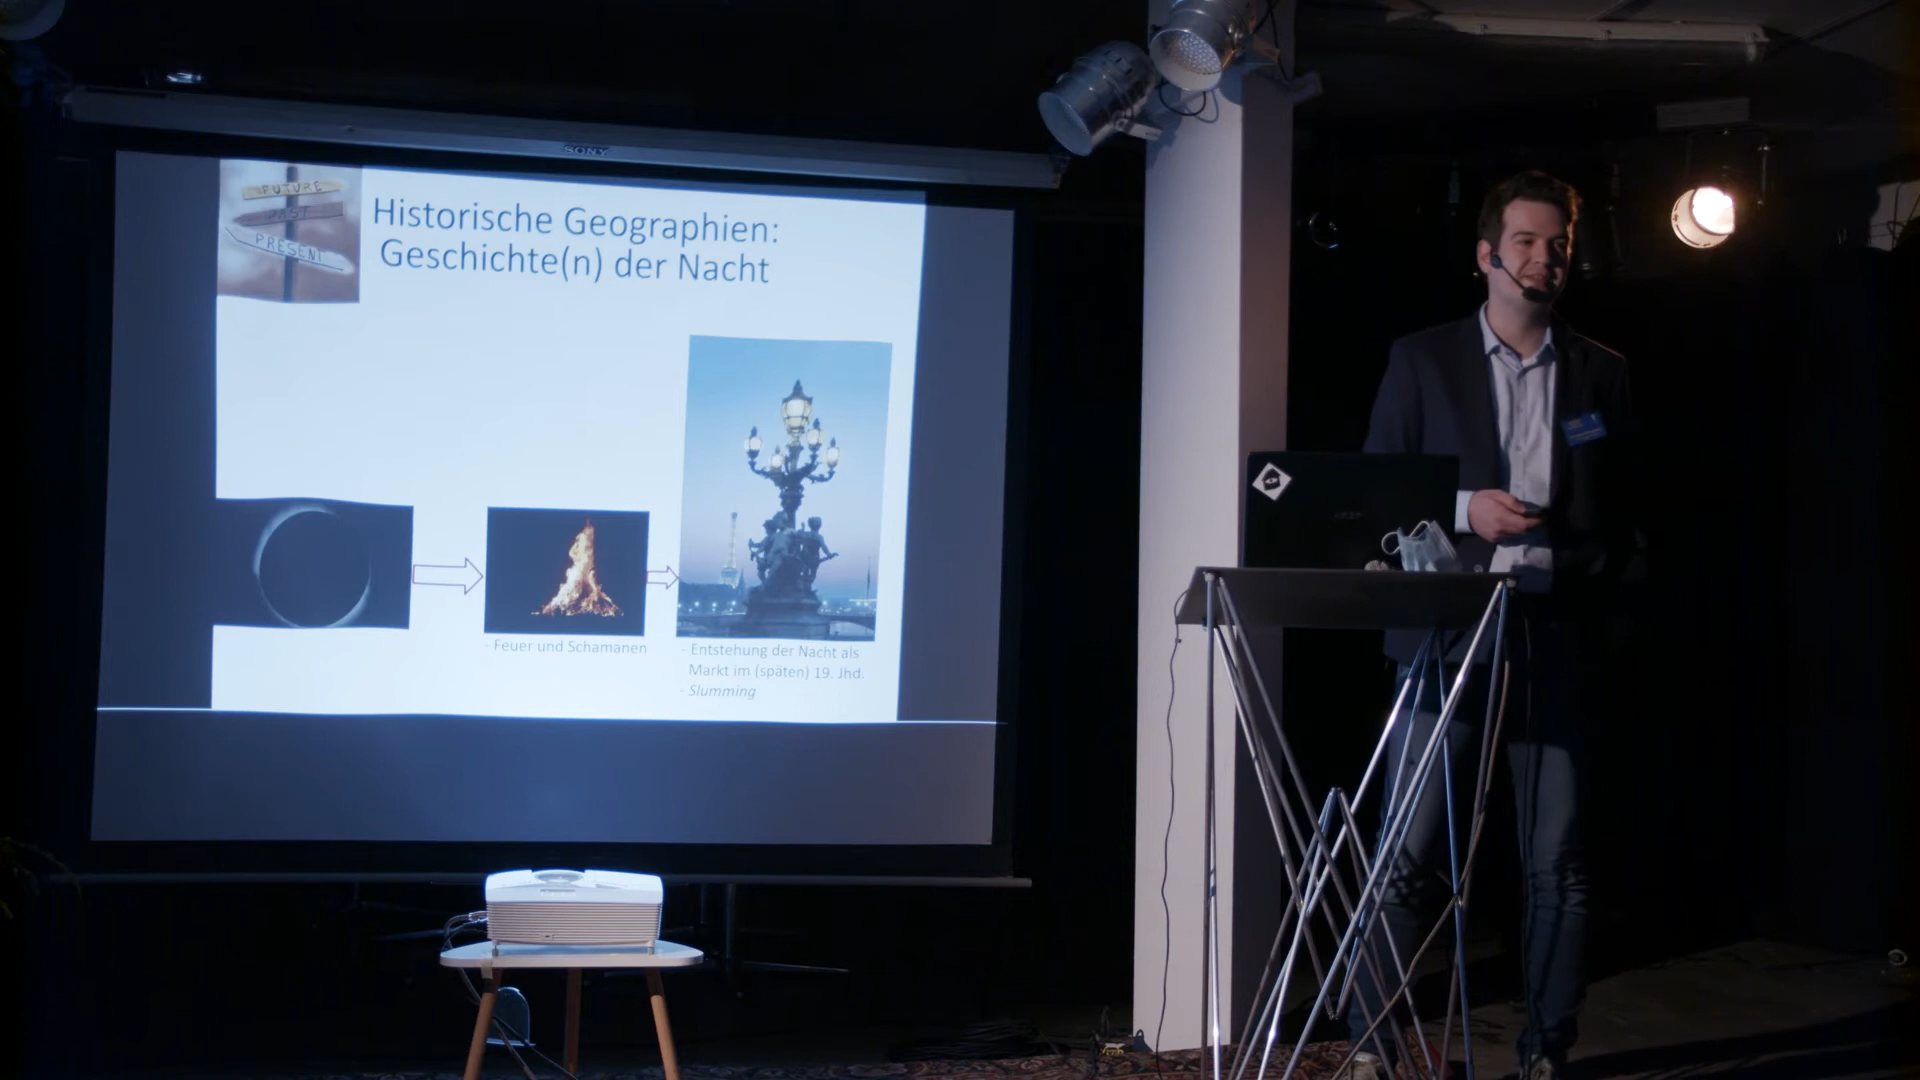 SONY
FUTURE
PAST
PRESENT
Historische Geographien:
Geschichte(n) der Nacht
- Feuer und Schamanen
- Entstehung der Nacht als
Markt im (späten) 19. Jhd.
- Slumming